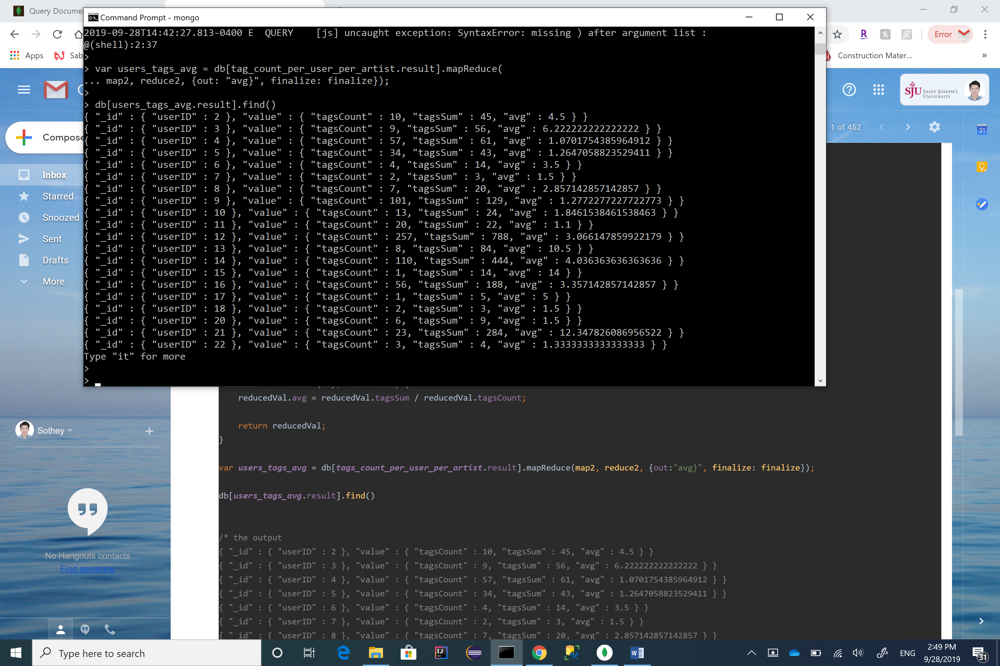 Query Docume
Command Prompt - mongo
Error
Apps
Sab
Construction Mater...
»
2019-09-28T14:42:27.813-0400 E  QUERY    [js] uncaught exception: SyntaxError: missing ) after argument list :
@(shell):2:37
>
> var users_tags_avg = db[tag_count_per_user_per_artist.result].mapReduce(
... map2, reduce2, {out: "avg}", finalize: finalize});
>
> db[users_tags_avg.result].find()
{ "_id" : { "userID" : 2 }, "value" : { "tagsCount" : 10, "tagsSum" : 45, "avg" : 4.5 } }
{ "_id" : { "userID" : 3 }, "value" : { "tagsCount" : 9, "tagsSum" : 56, "avg" : 6.222222222222222 } }
{ "_id" : { "userID" : 4 }, "value" : { "tagsCount" : 57, "tagsSum" : 61, "avg" : 1.0701754385964912 } }
{ "_id" : { "userID" : 5 }, "value" : { "tagsCount" : 34, "tagsSum" : 43, "avg" : 1.2647058823529411 } }
{ "_id" : { "userID" : 6 }, "value" : { "tagsCount" : 4, "tagsSum" : 14, "avg" : 3.5 } }
{ "_id" : { "userID" : 7 }, "value" : { "tagsCount" : 2, "tagsSum" : 3, "avg" : 1.5 } }
{ "_id" : { "userID" : 8 }, "value" : { "tagsCount" : 7, "tagsSum" : 20, "avg" : 2.857142857142857 } }
{ "_id" : { "userID" : 9 }, "value" : { "tagsCount" : 101, "tagsSum" : 129, "avg" : 1.2772277227722773 } }
{ "_id" : { "userID" : 10 }, "value" : { "tagsCount" : 13, "tagsSum" : 24, "avg" : 1.8461538461538463 } }
{ "_id" : { "userID" : 11 }, "value" : { "tagsCount" : 20, "tagsSum" : 22, "avg" : 1.1 } }
{ "_id" : { "userID" : 12 }, "value" : { "tagsCount" : 257, "tagsSum" : 788, "avg" : 3.066147859922179 } }
{ "_id" : { "userID" : 13 }, "value" : { "tagsCount" : 8, "tagsSum" : 84, "avg" : 10.5 } }
{ "_id" : { "userID" : 14 }, "value" : { "tagsCount" : 110, "tagsSum" : 444, "avg" : 4.036363636363636 } }
{ "_id" : { "userID" : 15 }, "value" : { "tagsCount" : 1, "tagsSum" : 14, "avg" : 14 } }
{ "_id" : { "userID" : 16 }, "value" : { "tagsCount" : 56, "tagsSum" : 188, "avg" : 3.357142857142857 } }
{ "_id" : { "userID" : 17 }, "value" : { "tagsCount" : 1, "tagsSum" : 5, "avg" : 5 } }
{ "_id" : { "userID" : 18 }, "value" : { "tagsCount" : 2, "tagsSum" : 3, "avg" : 1.5 } }
{ "_id" : { "userID" : 20 }, "value" : { "tagsCount" : 6, "tagsSum" : 9, "avg" : 1.5 } }
{ "_id" : { "userID" : 21 }, "value" : { "tagsCount" : 23, "tagsSum" : 284, "avg" : 12.347826086956522 } }
{ "_id" : { "userID" : 22 }, "value" : { "tagsCount" : 3, "tagsSum" : 4, "avg" : 1.3333333333333333 } }
Type "it" for more
>
>
SJU SAINT JOSEPH'S
UNIVERSITY
1 of 452
31
Compose
Inbox
Starred
Snoozed
Sent
Drafts
More
Sothey
No Hangouts contacts
Find someone
reducedVal.avg = reducedVal.tagsSum / reducedVal.tagsCount;
return reducedVal;
}
var users_tags_avg = db[tags_count_per_user_per_artist.result].mapReduce(map2, reduce2, {out:"avg}", finalize: finalize});
db[users_tags_avg.result].find()
/* the output
{ "_id" : { "userID" : 2 }, "value" : { "tagsCount" : 10, "tagsSum" : 45, "avg" : 4.5 } }
{ "_id" : { "userID" : 3 }, "value" : { "tagsCount" : 9, "tagsSum" : 56, "avg" : 6.222222222222222 } }
{ "_id" : { "userID" : 4 }, "value" : { "tagsCount" : 57, "tagsSum" : 61, "avg" : 1.0701754385964912 } }
{ "_id" : { "userID" : 5 }, "value" : { "tagsCount" : 34, "tagsSum" : 43, "avg" : 1.2647058823529411 } }
{ "_id" : { "userID" : 6 }, "value" : { "tagsCount" : 4, "tagsSum" : 14, "avg" : 3.5 } }
{ "_id" : { "userID" : 7 }, "value" : { "tagsCount" : 2, "tagsSum" : 3, "avg" : 1.5 } }
{ "_id" : { "userID" : 8 }, "value" : { "tagsCount" : 7, "tagsSum" : 20, "avg" : 2.857142857142857 } }
Type here to search
ENG
2:49 PM
9/28/2019
31